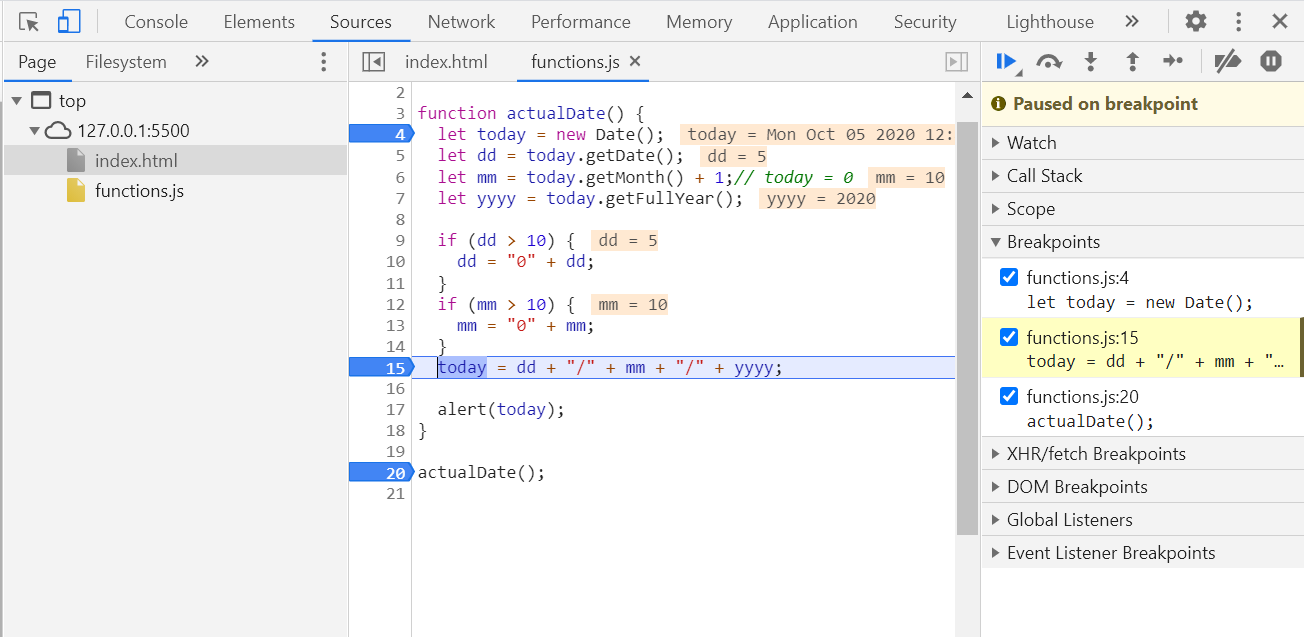 Console Elements Sources Network Performance Memory Application Security Lighthouse
Page Filesystem
index.html functions.js
top
127.0.0.1:5500
index.html
functions.js
2
3 function actualDate() {
4 let today = new Date(); today = Mon Oct 05 2020 12:
5 let dd = today.getDate(); dd = 5
6 let mm = today.getMonth() + 1;// today = 0 mm = 10
7 let yyyy = today.getFullYear(); yyyy = 2020
8
9 if (dd > 10) { dd = 5
10 dd = "0" + dd;
11 }
12 if (mm > 10) { mm = 10
13 mm = "0" + mm;
14 }
15 today = dd + "/" + mm + "/" + yyyy;
16
17 alert(today);
18 }
19
20 actualDate();
21
Paused on breakpoint
Watch
Call Stack
Scope
Breakpoints
functions.js:4
let today = new Date();
functions.js:15
today = dd + "/" + mm + "…
functions.js:20
actualDate();
XHR/fetch Breakpoints
DOM Breakpoints
Global Listeners
Event Listener Breakpoints